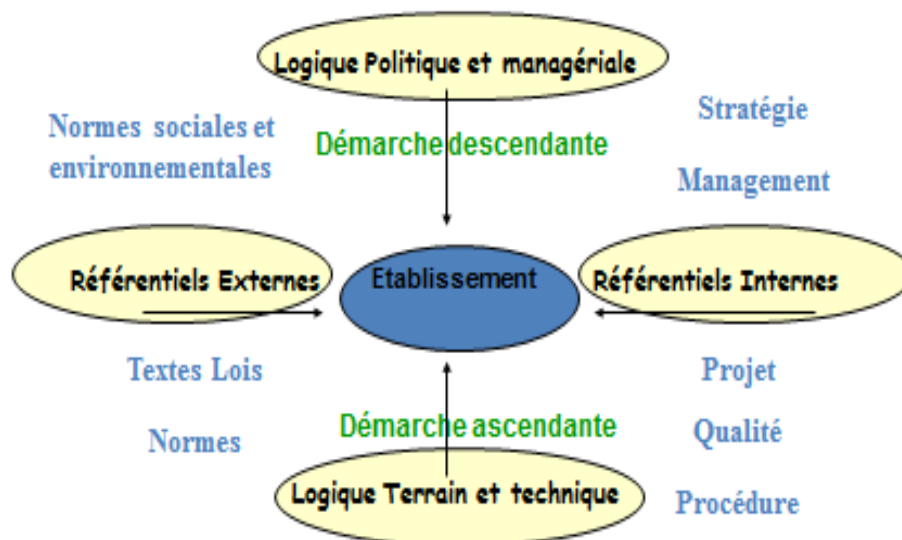 Logique Politique et managériale
Normes sociales et
environnementales
Démarche descendante
Stratégie
Management
Référentiels Externes
Etablissement
Référentiels Internes
Textes Lois
Normes
Démarche ascendante
Projet
Qualité
Procédure
Logique Terrain et technique